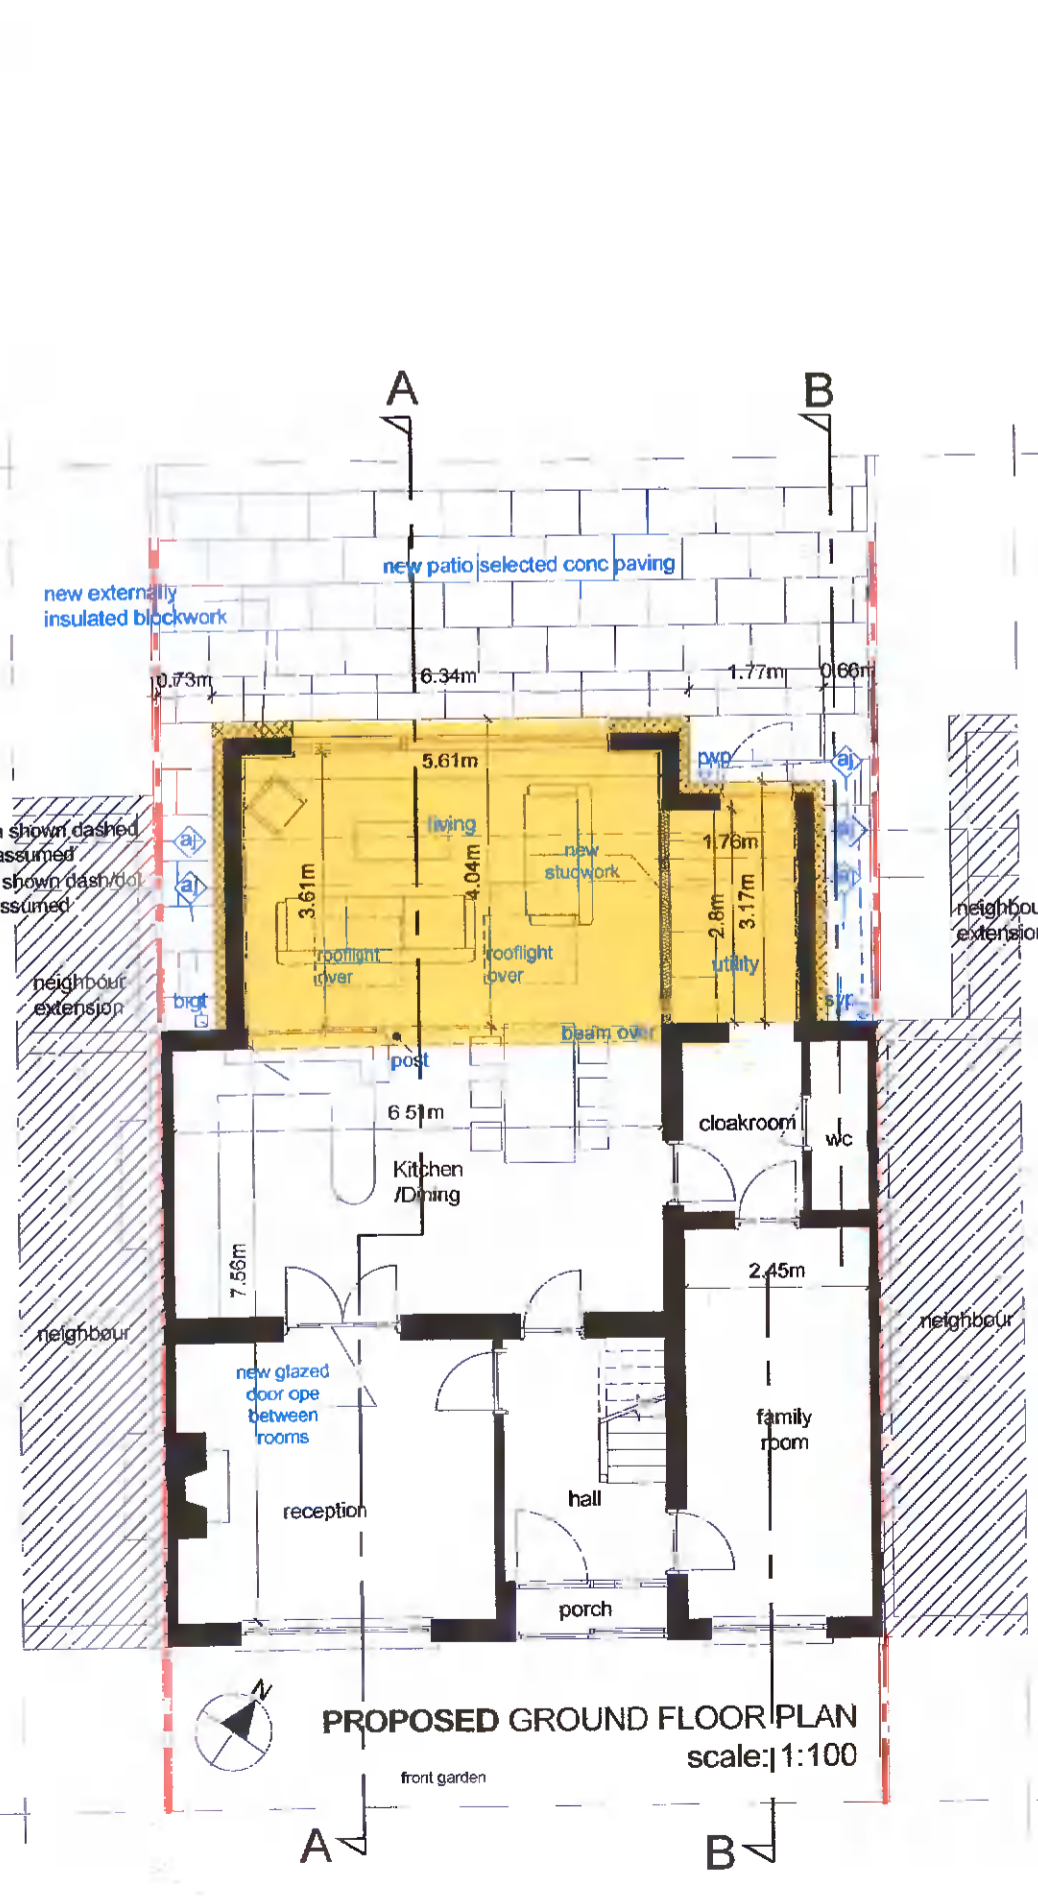 A
B
new patio selected conc paving
new externally
insulated blockwork
0.73m
6.34m
1.77m
0.66m
5.61m
pwp
aj
living
shown dashed
assumed
aj
aj
new
studwork
1.76m
3.61m
4.04m
shown dash/dot
aj
aj
2.8m
3.17m
neighbour
extension
rooflight
over
rooflight
over
utility
neighbour
extension
brgt
svp
beam over
post
6 51m
cloakroom
wc
Kitchen
/Dining
7.56m
2.45m
neighbour
neighbour
new glazed
door ope
between
rooms
family
room
reception
hall
porch
N
PROPOSED GROUND FLOOR PLAN
scale: 1:100
front garden
A
B